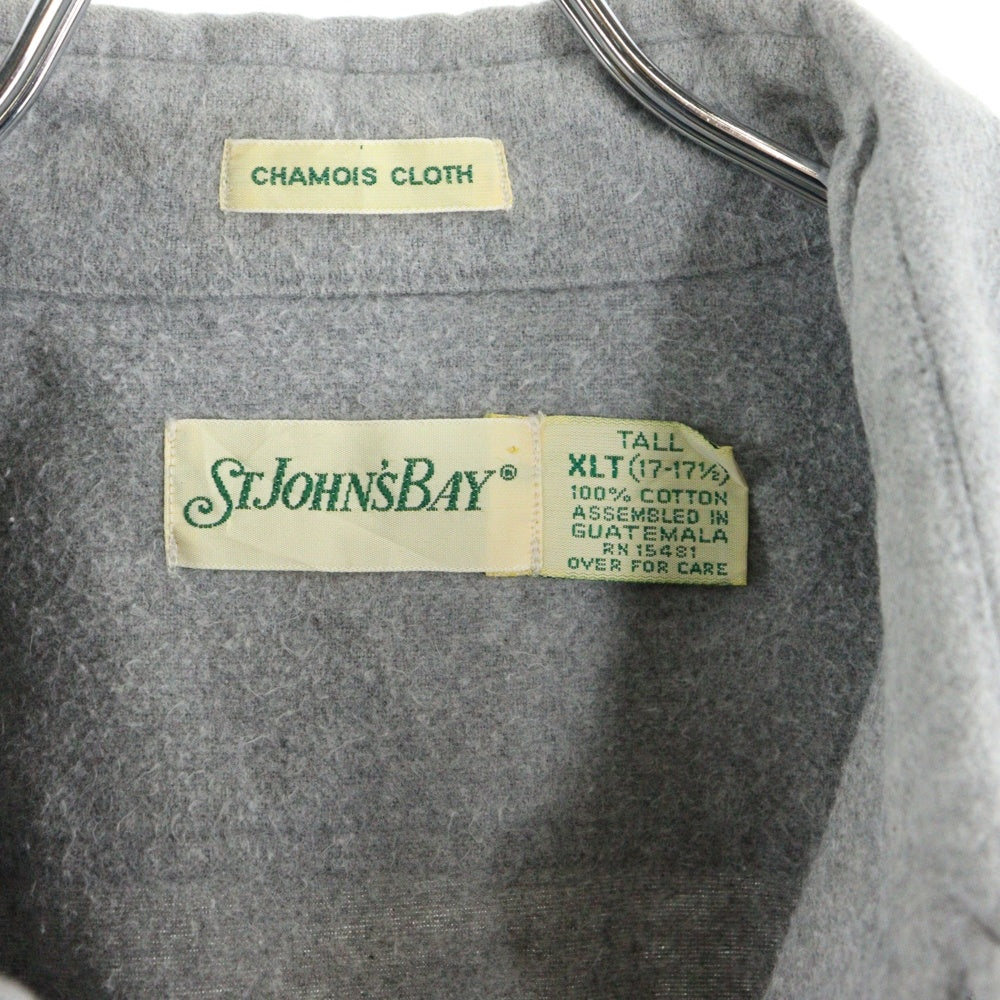 CHAMOIS CLOTH
ST.JOHN'S BAY®
TALL
XLT (17-17½)
100% COTTON
ASSEMBLED IN
GUATEMALA
RN 15481
OVER FOR CARE